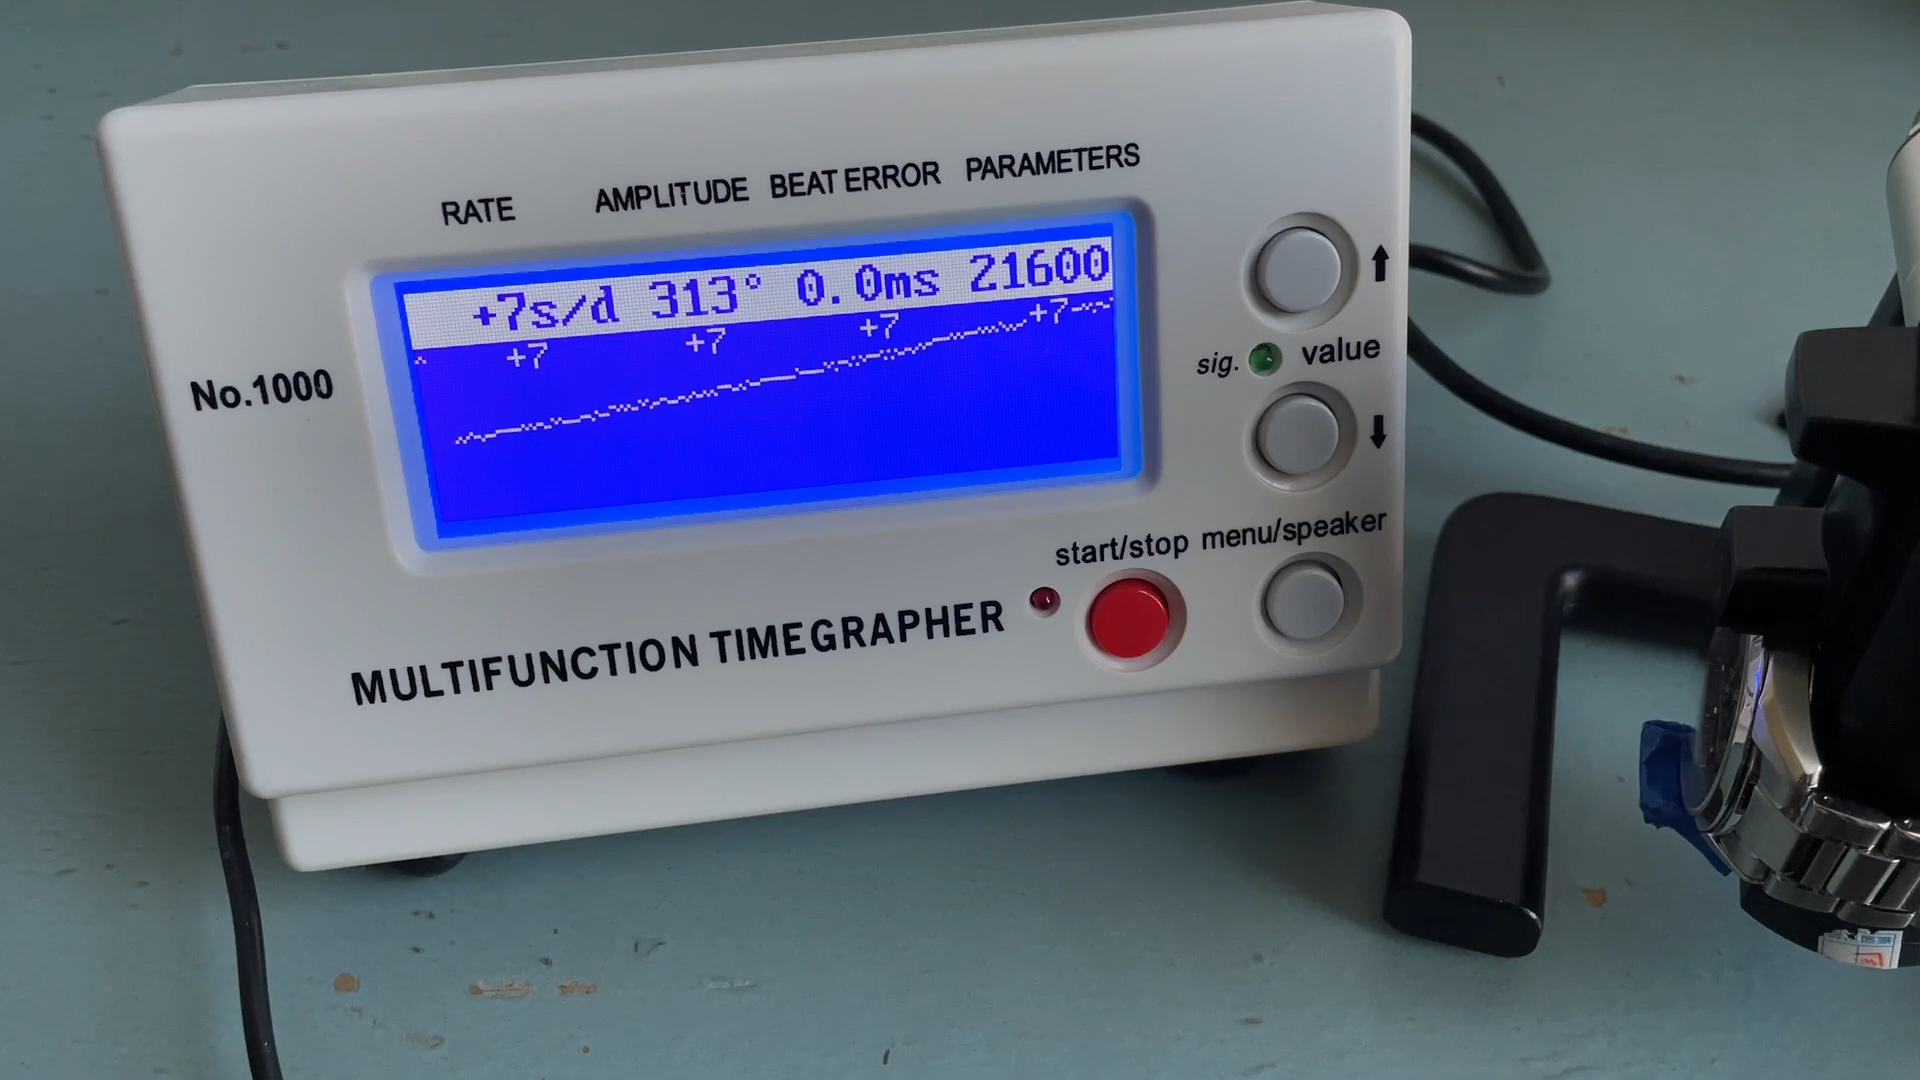 RATE AMPLITUDE BEAT ERROR PARAMETERS
+7s/d 313° 0.0ms 21600
+7 +7 +7 +7
No.1000
sig. value
start/stop menu/speaker
MULTIFUNCTION TIMEGRAPHER